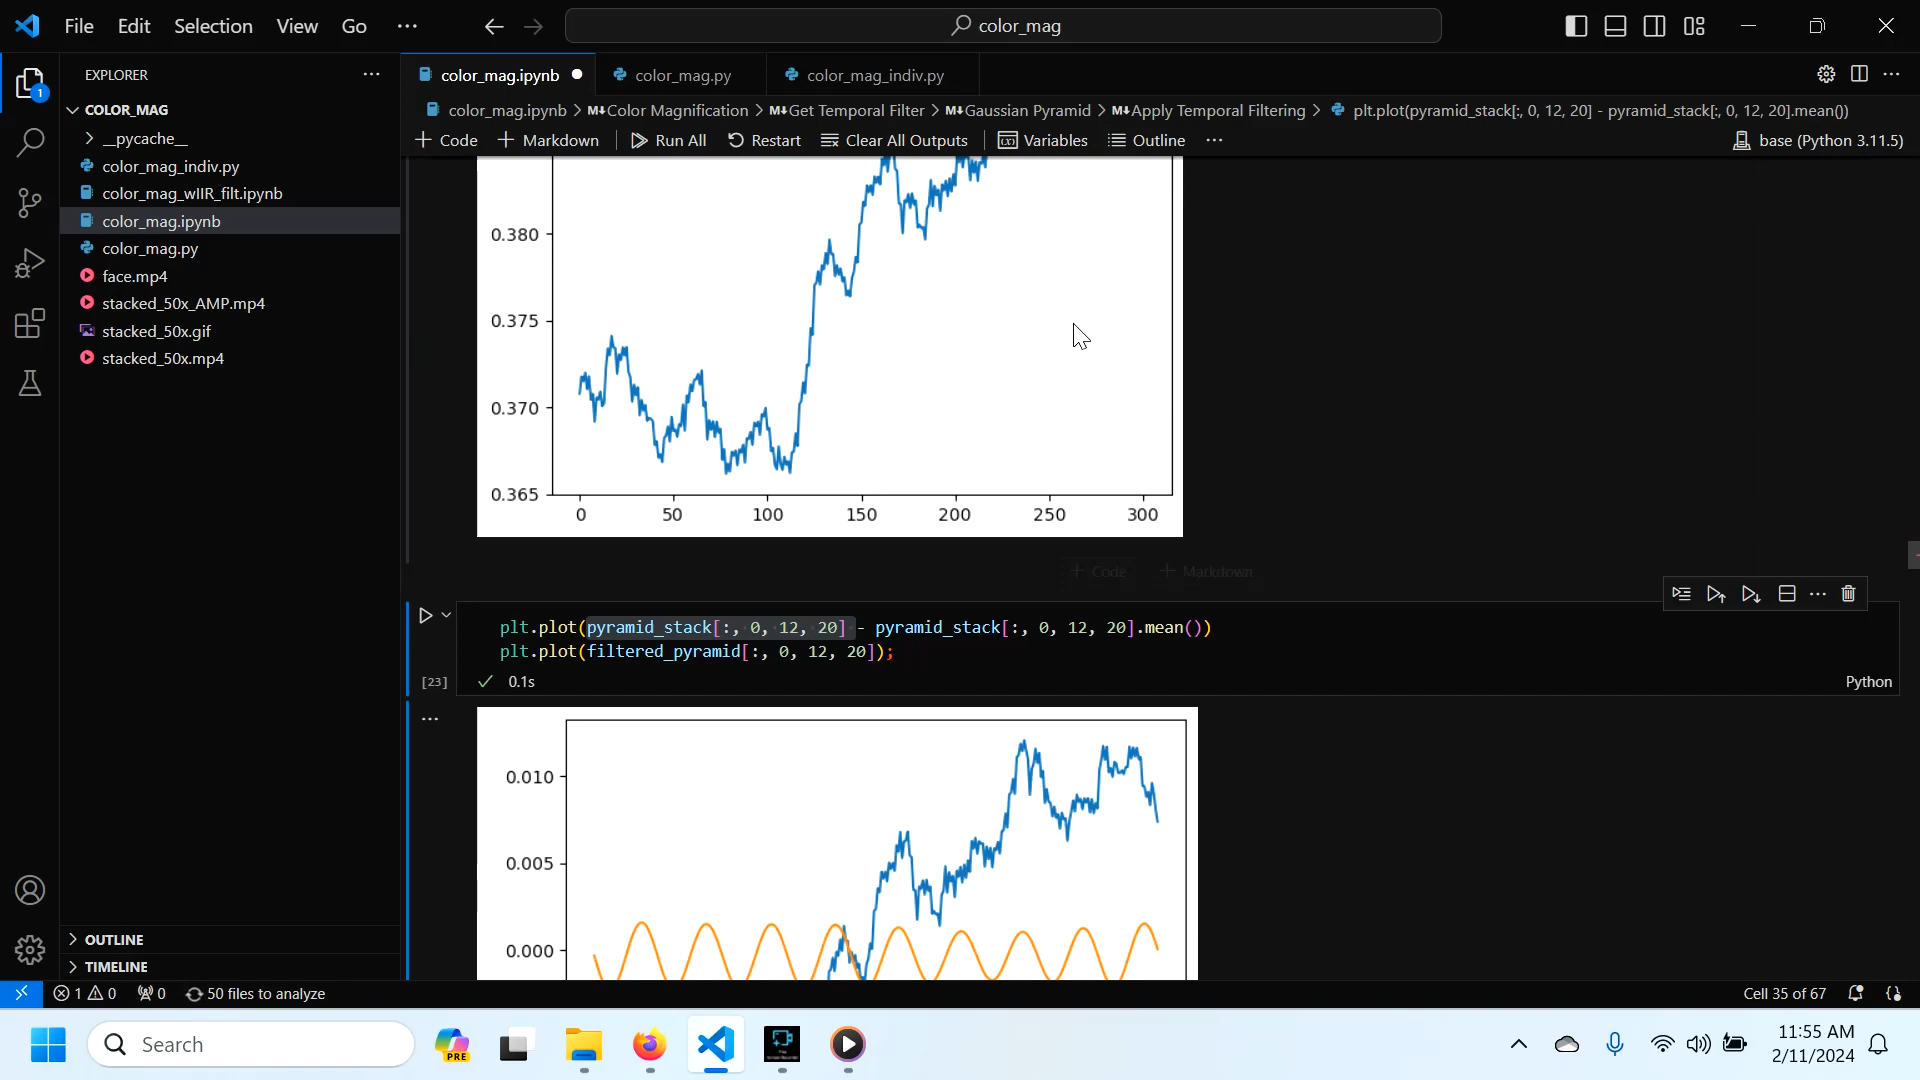 File Edit Selection View Go ··· color_mag
EXPLORER ···
COLOR_MAG
__pycache__
color_mag_indiv.py
color_mag_wIIR_filt.ipynb
color_mag.ipynb
color_mag.py
face.mp4
stacked_50x_AMP.mp4
stacked_50x.gif
stacked_50x.mp4
OUTLINE
TIMELINE
1
color_mag.ipynb color_mag.py color_mag_indiv.py
color_mag.ipynb > M↓Color Magnification > M↓Get Temporal Filter > M↓Gaussian Pyramid > M↓Apply Temporal Filtering > plt.plot(pyramid_stack[:, 0, 12, 20] - pyramid_stack[:, 0, 12, 20].mean())
+ Code + Markdown Run All Restart Clear All Outputs Variables Outline ··· base (Python 3.11.5)
0.380
0.375
0.370
0.365
0 50 100 150 200 250 300
+ Code + Markdown
plt.plot(pyramid_stack[:, 0, 12, 20] - pyramid_stack[:, 0, 12, 20].mean())
plt.plot(filtered_pyramid[:, 0, 12, 20]);
[23] 0.1s Python
0.010
0.005
0.000
1 0 0 50 files to analyze Cell 35 of 67
Search PRE 11:55 AM
2/11/2024